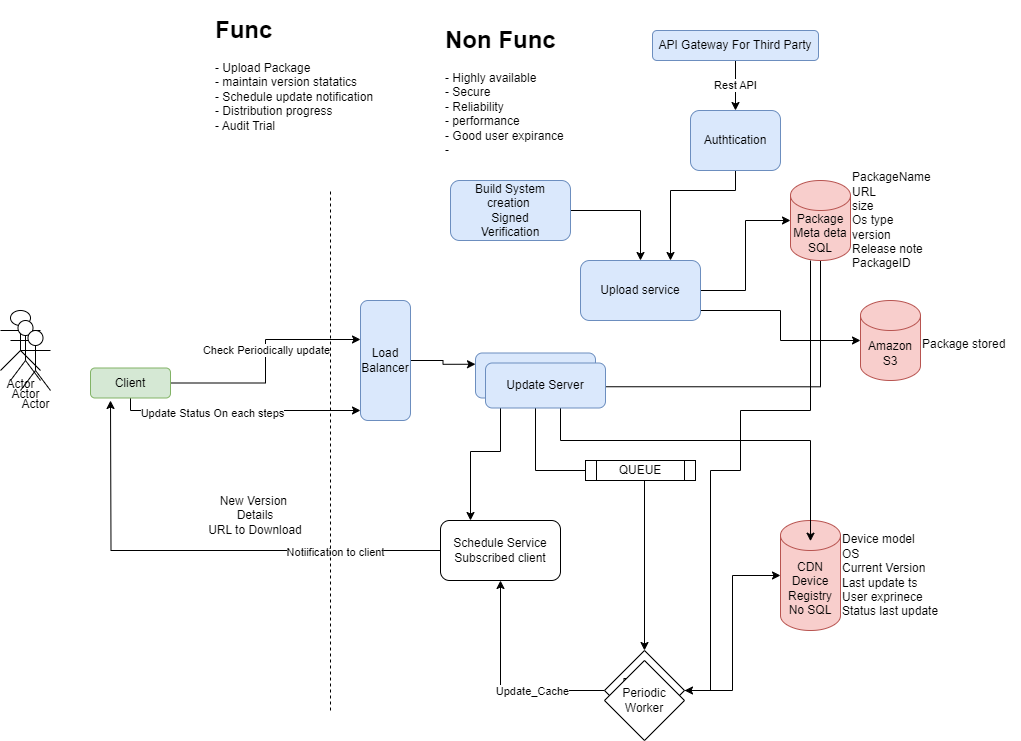 Func
- Upload Package
- maintain version statatics
- Schedule update notification
- Distribution progress
- Audit Trial
Non Func
- Highly available
- Secure
- Reliability
- performance
- Good user expirance
-
API Gateway For Third Party
Rest API
Authtication
Build System
creation
Signed
Verification
Upload service
Package
Meta deta
SQL
PackageName
URL
size
Os type
version
Release note
PackageID
Amazon
S3
Package stored
Actor
Actor
Actor
Client
Check Periodically update
Update Status On each steps
Load
Balancer
Update Server
QUEUE
New Version
Details
URL to Download
Notiification to client
Schedule Service
Subscribed client
CDN
Device
Registry
No SQL
Device model
OS
Current Version
Last update ts
User exprinece
Status last update
Update_Cache
Periodic
Worker